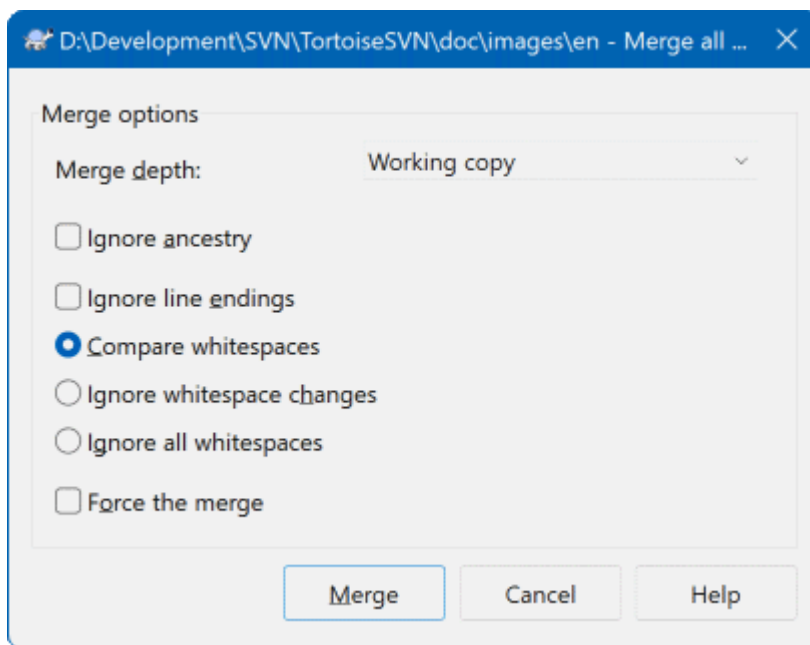 D:\Development\SVN\TortoiseSVN\doc\images\en - Merge all ...
Merge options
Merge depth: Working copy
Ignore ancestry
Ignore line endings
Compare whitespaces
Ignore whitespace changes
Ignore all whitespaces
Force the merge
Merge Cancel Help